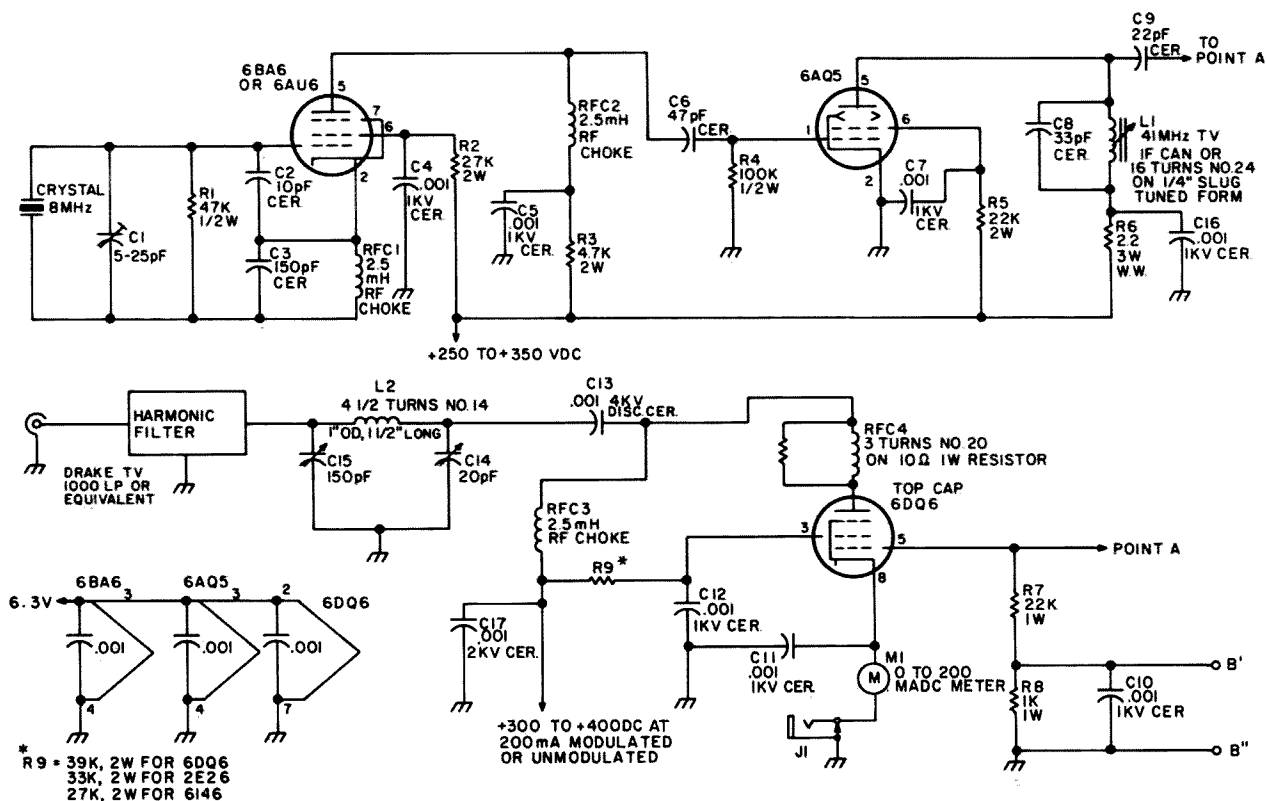 6BA6
OR 6AU6
5
7
6
2
CRYSTAL
8MHz
C1
5-25pF
R1
47K
1/2W
C2
10pF
CER
C3
150pF
CER
RFC1
2.5
mH
RF
CHOKE
C4
.001
1KV
CER.
R2
27K
2W
+250 TO+350 VDC
RFC2
2.5mH
RF
CHOKE
C5
.001
1KV
CER.
R3
4.7K
2W
C6
47pF
CER
R4
100K
1/2W
6AQ5
5
1
6
2
C7
.001
1KV
CER.
R5
22K
2W
C9
22pF
CER
TO
POINT A
C8
33pF
CER.
L1
41MHz TV
IF CAN OR
16 TURNS NO.24
ON 1/4" SLUG
TUNED FORM
R6
2.2
3W
W.W.
C16
.001
1KV CER.
HARMONIC
FILTER
DRAKE TV
1000 LP OR
EQUIVALENT
L2
4 1/2 TURNS NO.14
1"OD, 1 1/2" LONG
C15
150pF
C14
20pF
C13
.001 4KV
DISC.CER.
RFC4
3 TURNS NO.20
ON 10Ω 1W RESISTOR
TOP CAP
6DQ6
3
5
8
RFC3
2.5mH
RF CHOKE
R9*
C12
.001
1KV CER.
C17
.001
2KV CER.
C11
.001
1KV CER.
M1
M
0 TO 200
MADC METER
J1
+300 TO +400DC AT
200mA MODULATED
OR UNMODULATED
POINT A
R7
22K
1W
R8
1K
1W
C10
.001
1KV CER
B'
B"
6.3V
6BA6
3
.001
4
6AQ5
3
.001
4
2
6DQ6
.001
7
*
R9 = 39K, 2W FOR 6DQ6
33K, 2W FOR 2E26
27K, 2W FOR 6146